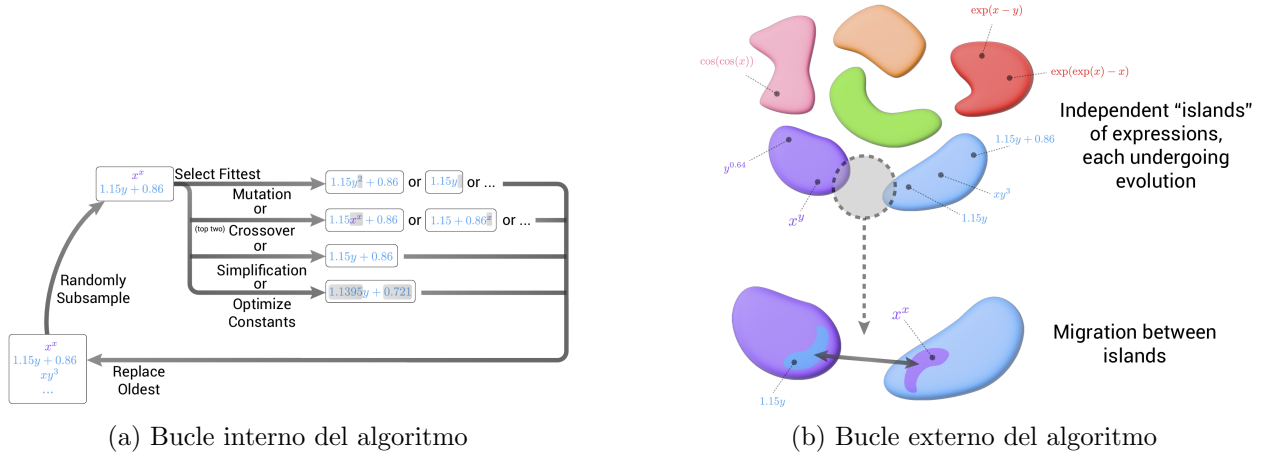 x^x
1.15y + 0.86
Select Fittest
1.15y^2 + 0.86 or 1.15y or ...
Mutation
or
(top two) Crossover
1.15x^x + 0.86 or 1.15 + 0.86^x or ...
or
Simplification
1.15y + 0.86
or
Optimize
Constants
1.1395y + 0.721
Randomly
Subsample
x^x
1.15y + 0.86
xy^3
...
Replace
Oldest
(a) Bucle interno del algoritmo
exp(x − y)
cos(cos(x))
exp(exp(x) − x)
Independent “islands”
of expressions,
each undergoing
evolution
y^0.64
x^y
1.15y + 0.86
xy^3
1.15y
x^x
1.15y
Migration between
islands
(b) Bucle externo del algoritmo